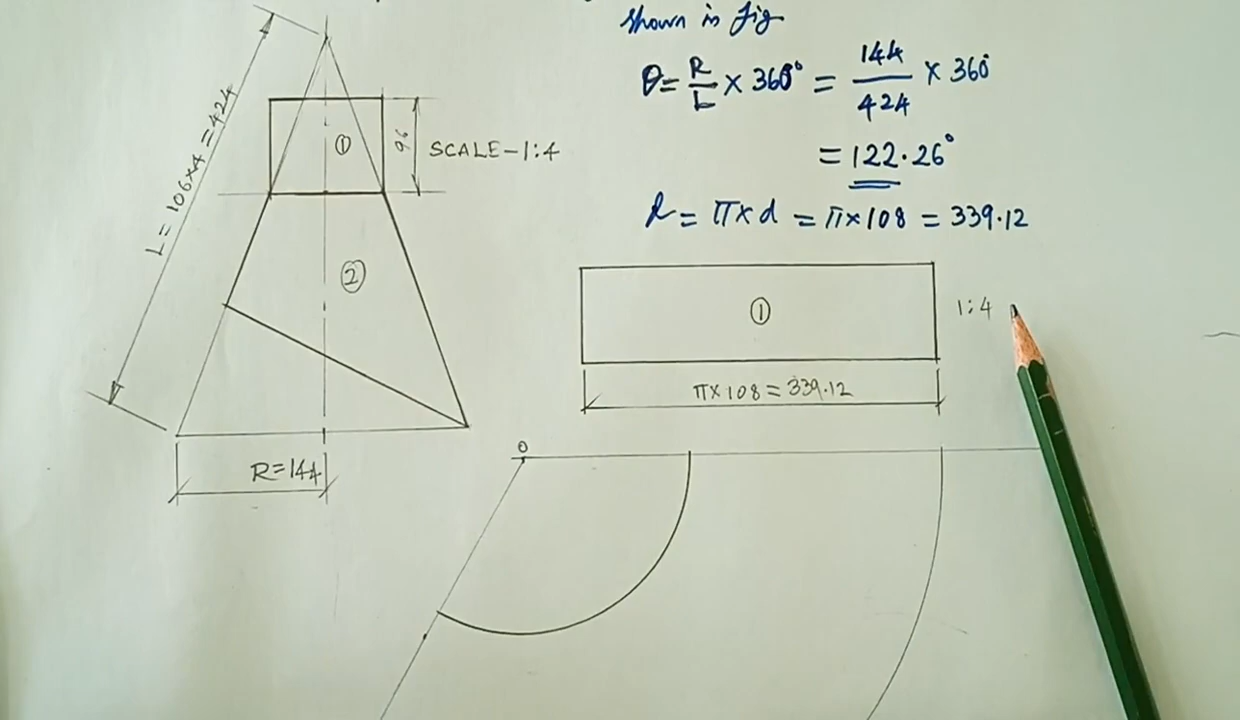 shown in fig
θ = R/L × 360° = 144/424 × 360°
= 122.26°
l = π × d = π × 108 = 339.12
L = 106×4 = 424
①
96
SCALE-1:4
②
R=144
①
1:4
π×108=339.12
O